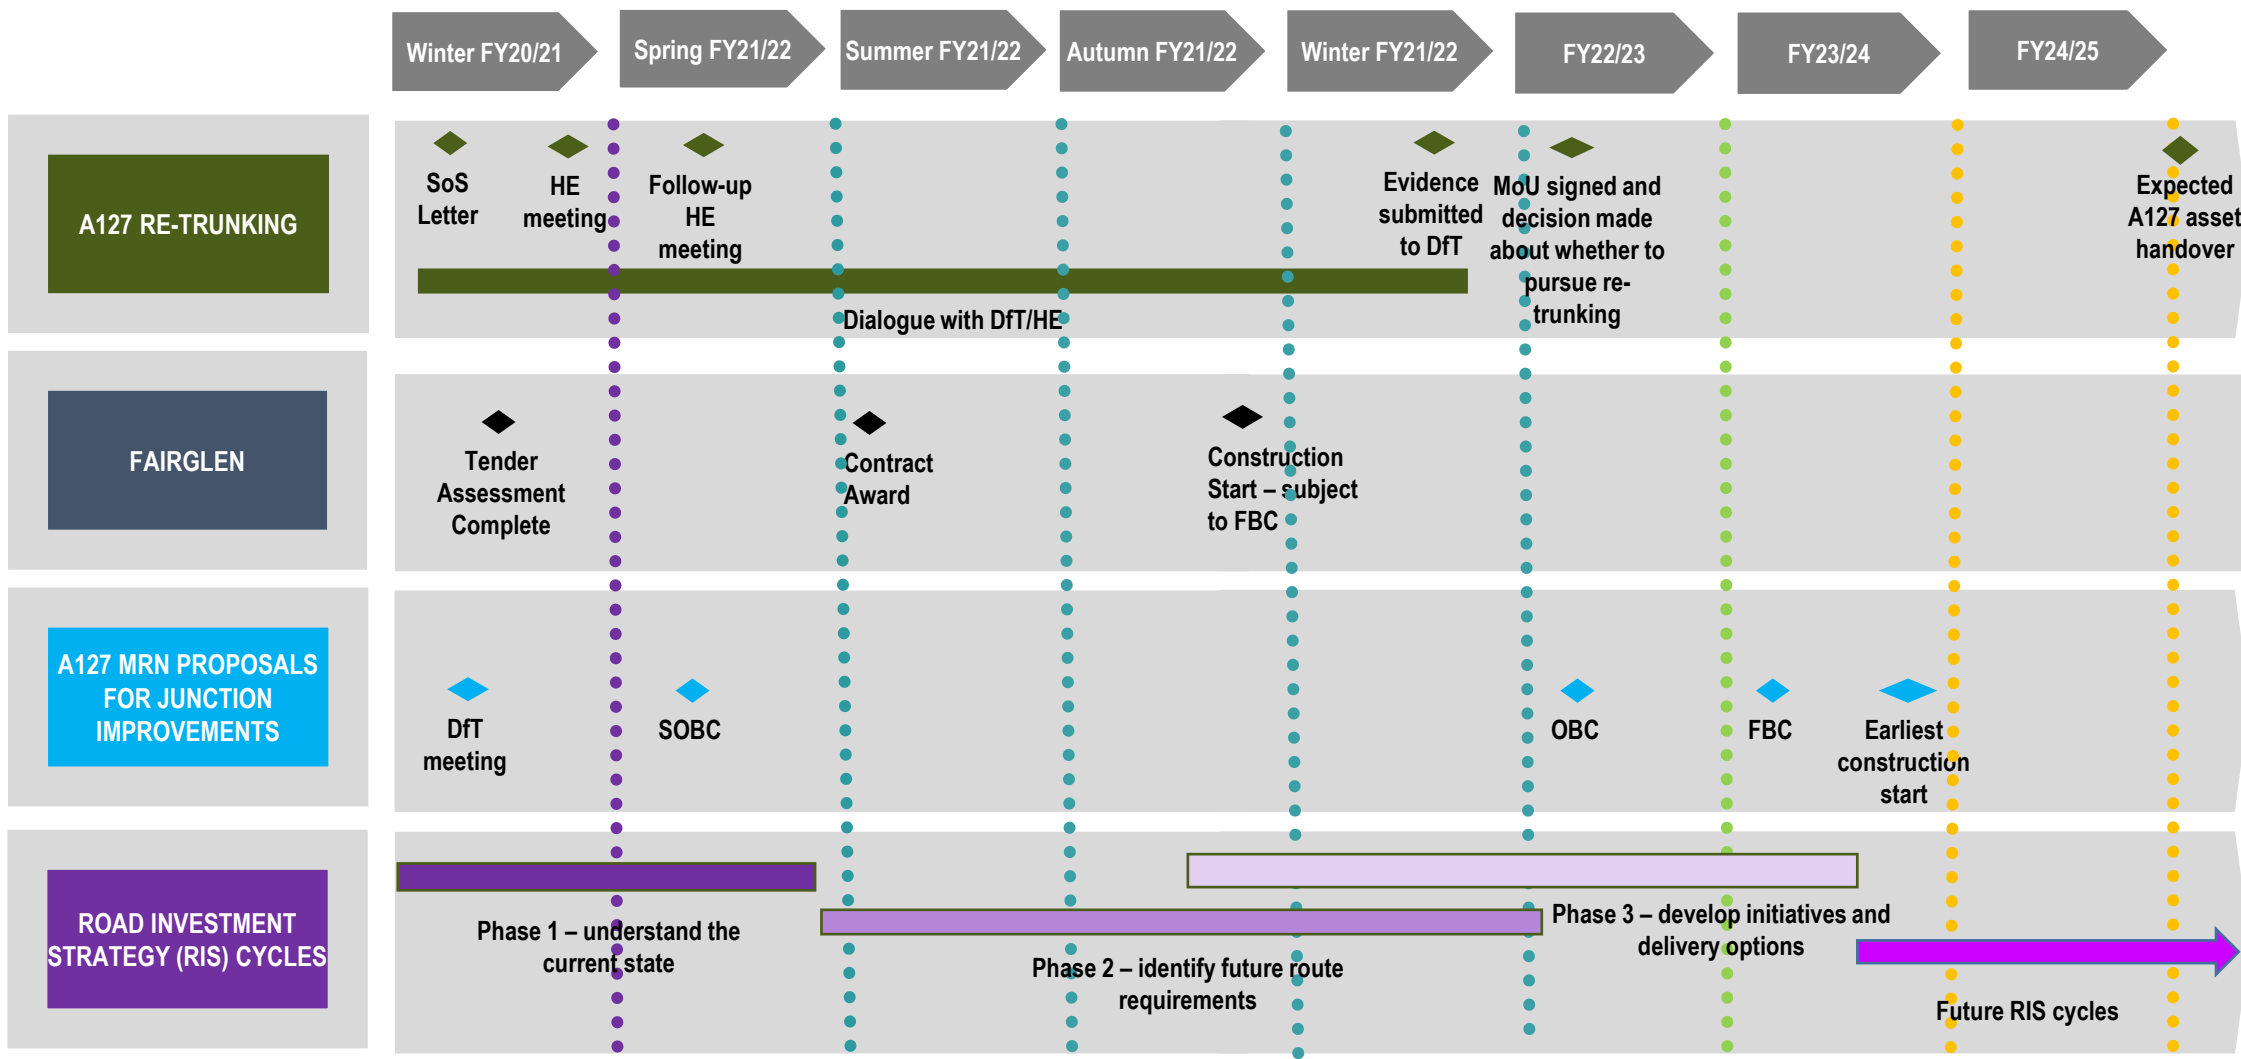 Winter FY20/21
Spring FY21/22
Summer FY21/22
Autumn FY21/22
Winter FY21/22
FY22/23
FY23/24
FY24/25
A127 RE-TRUNKING
SoS
Letter
HE
meeting
Follow-up
HE
meeting
Evidence
submitted
to DfT
MoU signed and
decision made
about whether to
pursue re-
trunking
Expected
A127 asset
handover
Dialogue with DfT/HE
FAIRGLEN
Tender
Assessment
Complete
Contract
Award
Construction
Start – subject
to FBC
A127 MRN PROPOSALS
FOR JUNCTION
IMPROVEMENTS
DfT
meeting
SOBC
OBC
FBC
Earliest
construction
start
ROAD INVESTMENT
STRATEGY (RIS) CYCLES
Phase 1 – understand the
current state
Phase 2 – identify future route
requirements
Phase 3 – develop initiatives and
delivery options
Future RIS cycles